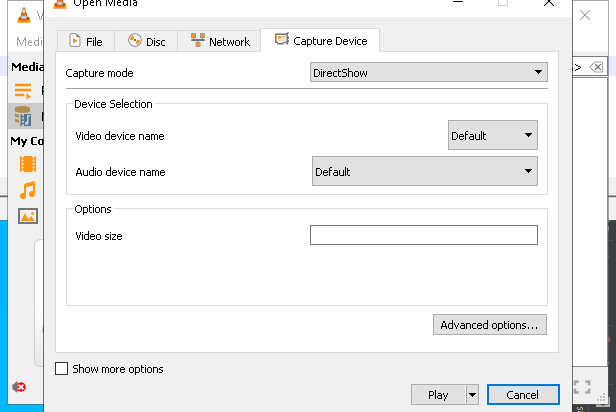 Open Media
Medi
File
Disc
Network
Capture Device
Media
Capture mode
DirectShow
Device Selection
Video device name
Default
My Co
Audio device name
Default
Options
Video size
Advanced options...
Show more options
Play
Cancel